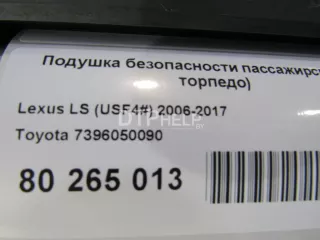 Подушка безопасности пассажирс
торпедо)
Lexus LS (USF4#) 2006-2017
Toyota 7396050090
80 265 013